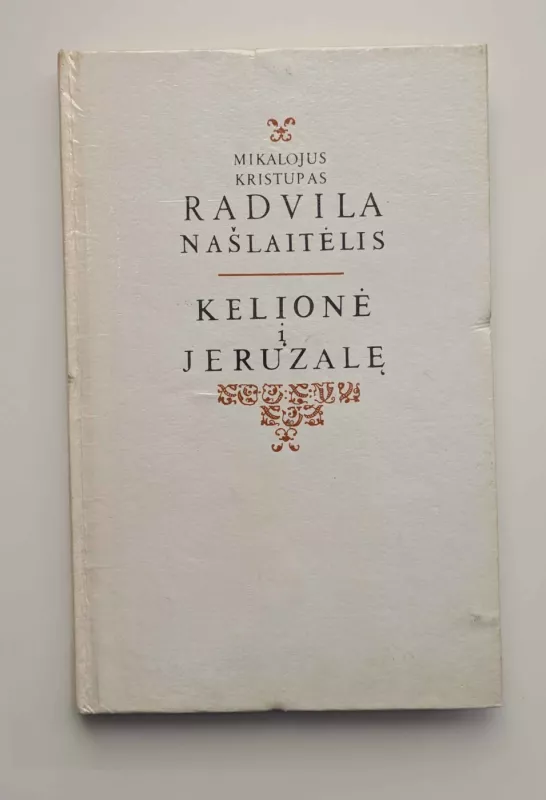 MIKALOJUS
KRISTUPAS
RADVILA
NAŠLAITĖLIS
KELIONĖ
į
JERUZALĘ